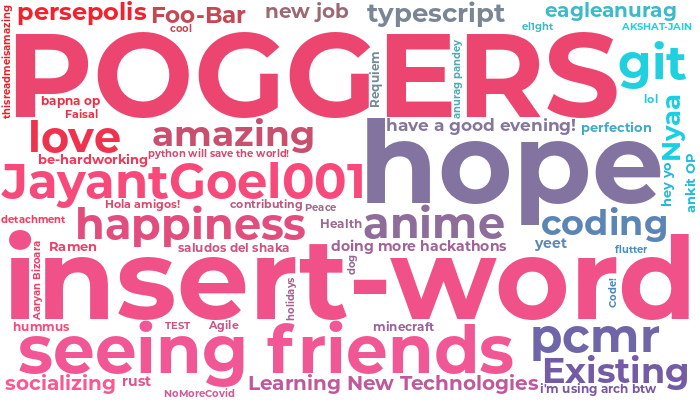 thisreadmeisamazing
persepolis
Foo-Bar
cool
new job
typescript
eagleanurag
el1ght
AKSHAT-JAIN
POGGERS
Requiem
anurag pandey
git
bapna op
Faisal
lol
love
amazing
have a good evening!
perfection
Nyaa
be-hardworking
python will save the world!
hope
JayantGoel001
hey yo
ankit OP
Hola amigos!
contributing
Peace
detachment
happiness
Health
anime
coding
Ramen
saludos del shaka
doing more hackathons
yeet
flutter
Aaryan Bizoara
dog
insert-word
holidays
Code!
hummus
TEST
Agile
minecraft
seeing friends
pcmr
Existing
socializing
rust
NoMoreCovid
Learning New Technologies
i'm using arch btw